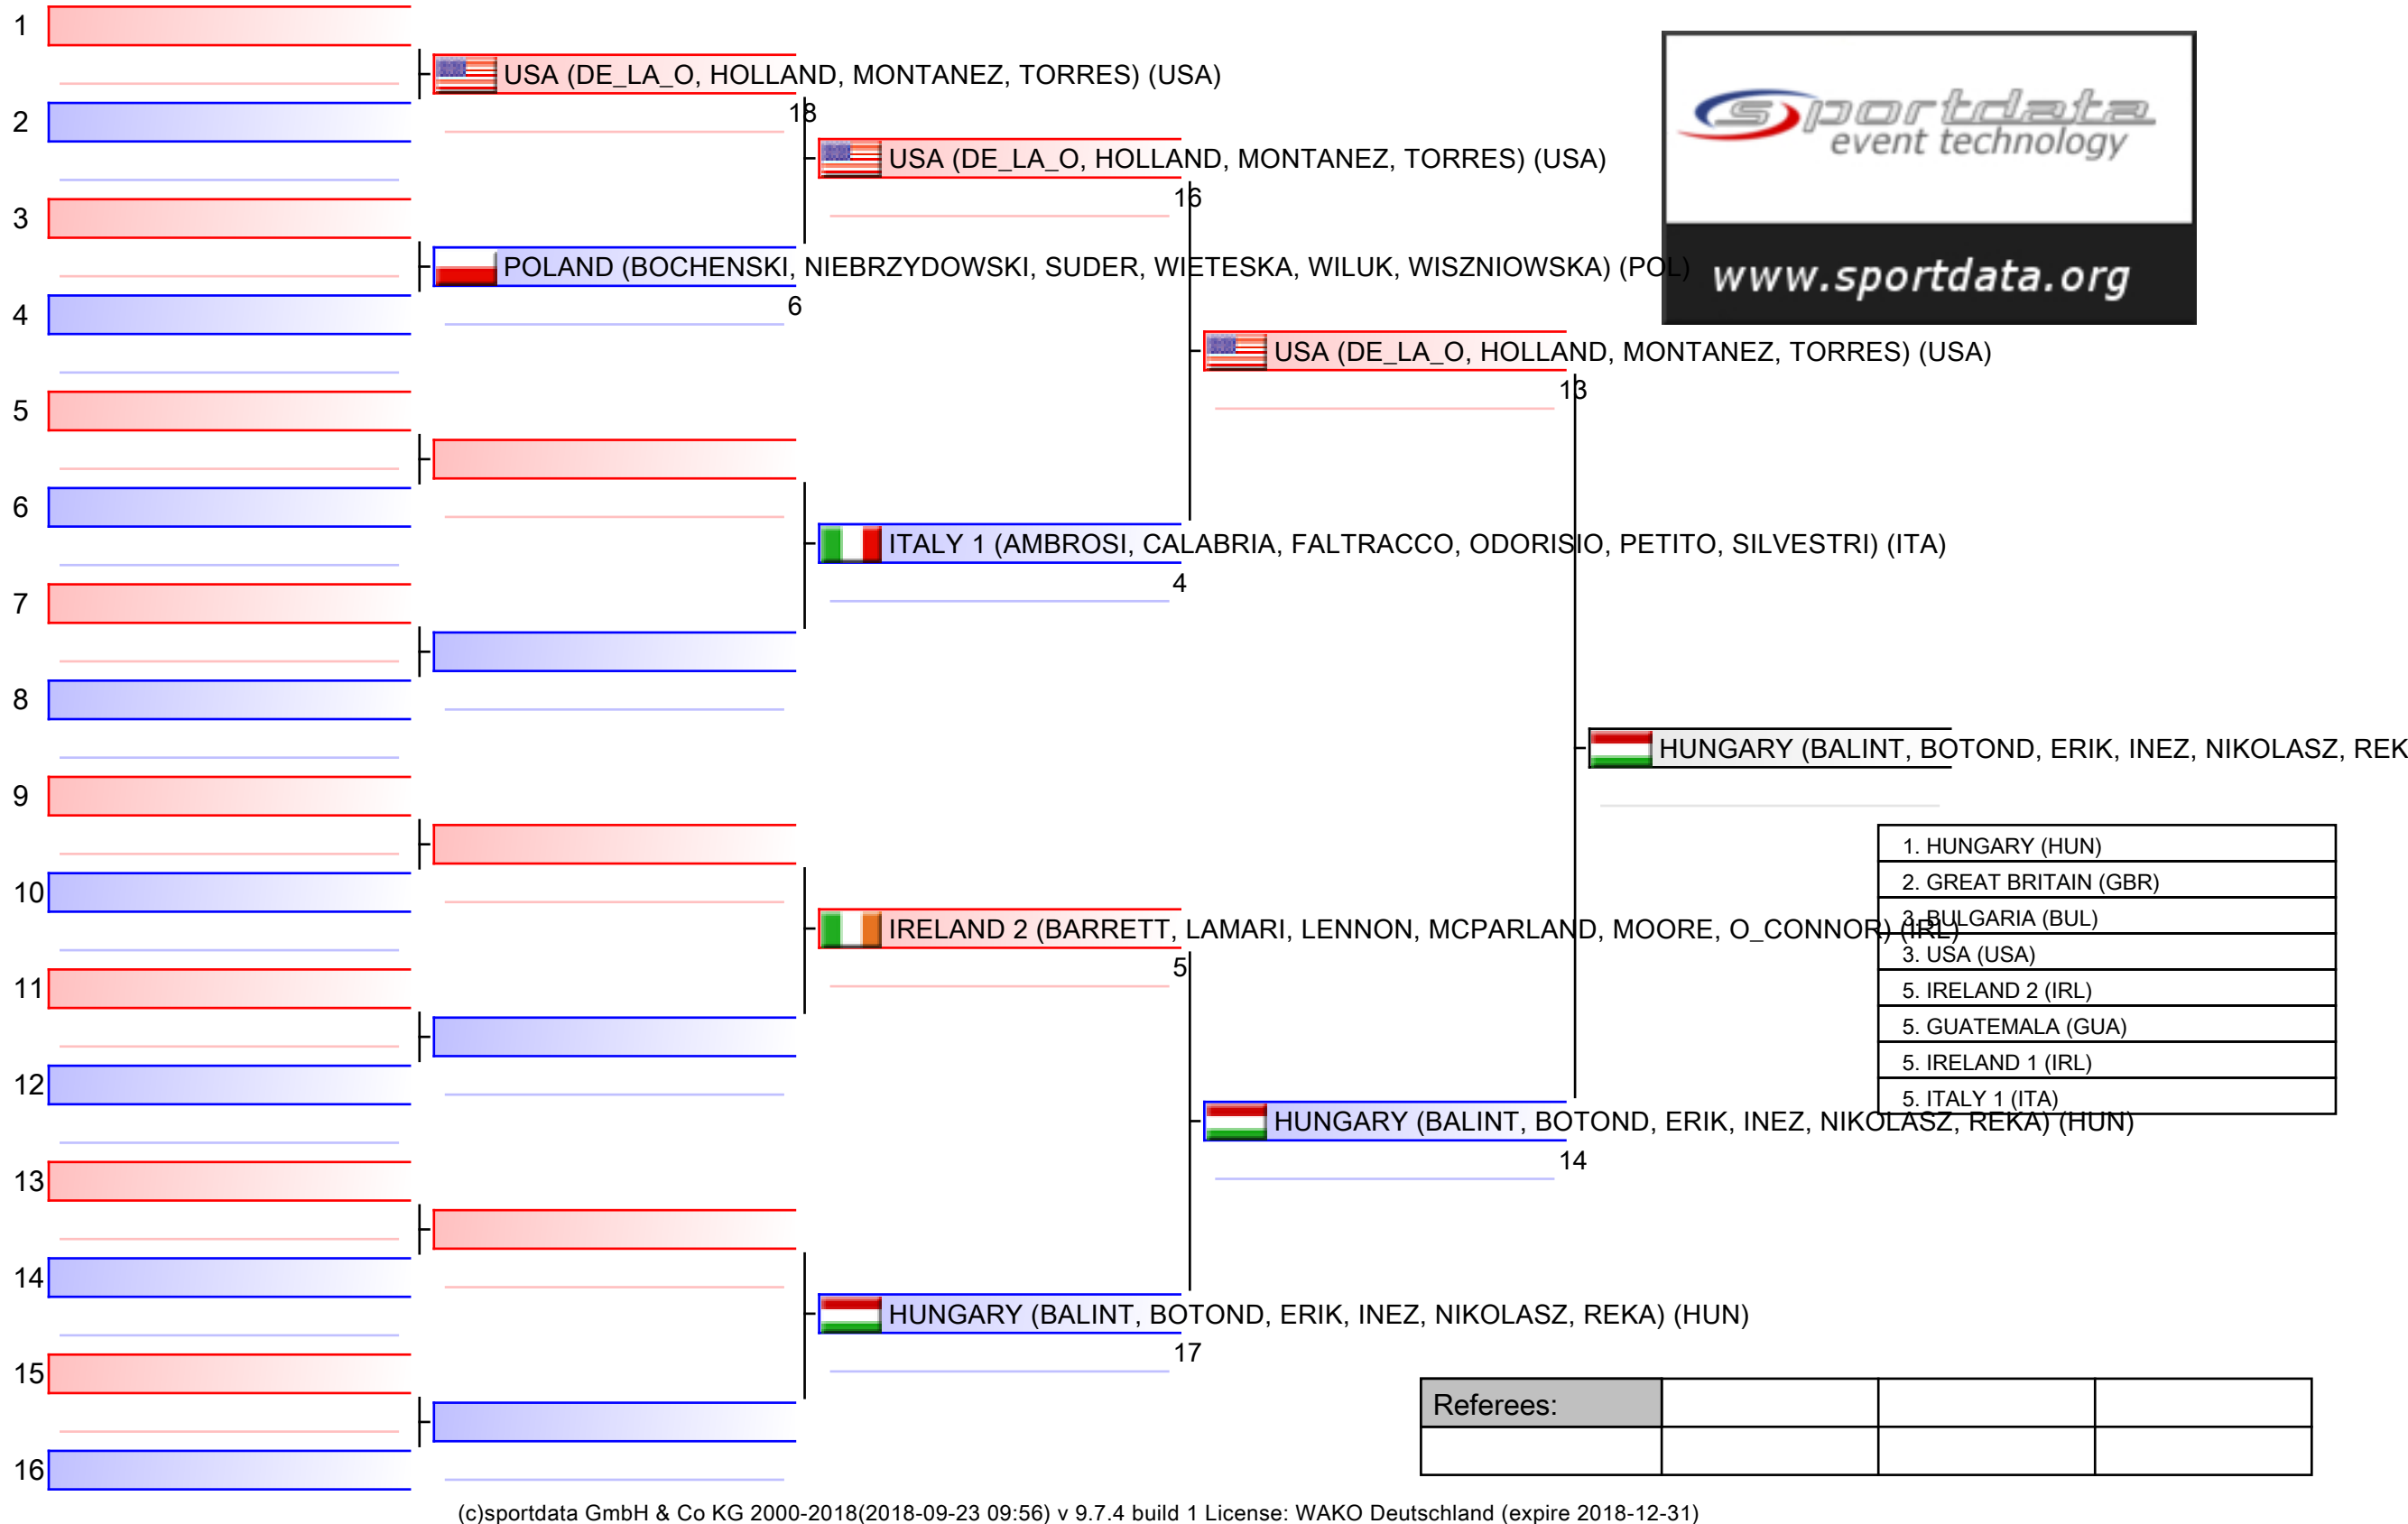 1
USA (DE_LA_O, HOLLAND, MONTANEZ, TORRES) (USA)
18
2
USA (DE_LA_O, HOLLAND, MONTANEZ, TORRES) (USA)
16
3
POLAND (BOCHENSKI, NIEBRZYDOWSKI, SUDER, WIETESKA, WILUK, WISZNIOWSKA) (POL)
6
4
sportdata
event technology
www.sportdata.org
USA (DE_LA_O, HOLLAND, MONTANEZ, TORRES) (USA)
13
5
6
ITALY 1 (AMBROSI, CALABRIA, FALTRACCO, ODORISIO, PETITO, SILVESTRI) (ITA)
4
7
8
HUNGARY (BALINT, BOTOND, ERIK, INEZ, NIKOLASZ, REK
9
10
IRELAND 2 (BARRETT, LAMARI, LENNON, MCPARLAND, MOORE, O_CONNOR) (IRL)
5
11
12
1. HUNGARY (HUN)
2. GREAT BRITAIN (GBR)
3. BULGARIA (BUL)
3. USA (USA)
5. IRELAND 2 (IRL)
5. GUATEMALA (GUA)
5. IRELAND 1 (IRL)
5. ITALY 1 (ITA)
HUNGARY (BALINT, BOTOND, ERIK, INEZ, NIKOLASZ, REKA) (HUN)
14
13
14
HUNGARY (BALINT, BOTOND, ERIK, INEZ, NIKOLASZ, REKA) (HUN)
17
15
16
Referees:
(c)sportdata GmbH & Co KG 2000-2018(2018-09-23 09:56) v 9.7.4 build 1 License: WAKO Deutschland (expire 2018-12-31)